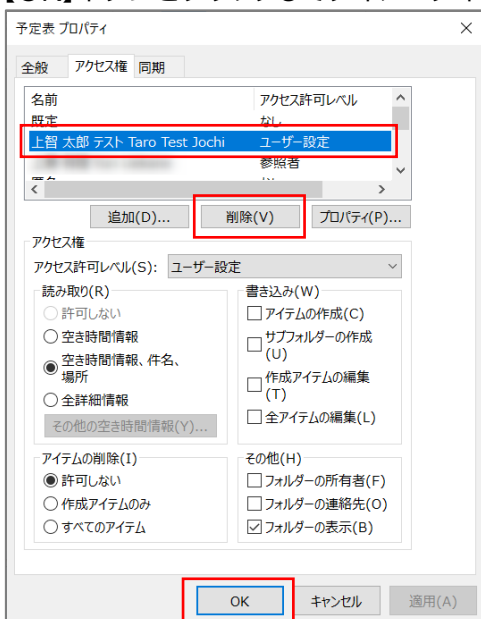 予定表 プロパティ
全般 アクセス権 同期
名前 アクセス許可レベル
既定 なし
上智 太郎 テスト Taro Test Jochi ユーザー設定
参照者
追加(D)... 削除(V) プロパティ(P)...
アクセス権
アクセス許可レベル(S): ユーザー設定
読み取り(R) 書き込み(W)
許可しない アイテムの作成(C)
空き時間情報 サブフォルダーの作成
(U)
空き時間情報、件名、
場所 作成アイテムの編集
(T)
全詳細情報 全アイテムの編集(L)
その他の空き時間情報(Y)...
アイテムの削除(I) その他(H)
許可しない フォルダーの所有者(F)
作成アイテムのみ フォルダーの連絡先(O)
すべてのアイテム フォルダーの表示(B)
OK キャンセル 適用(A)